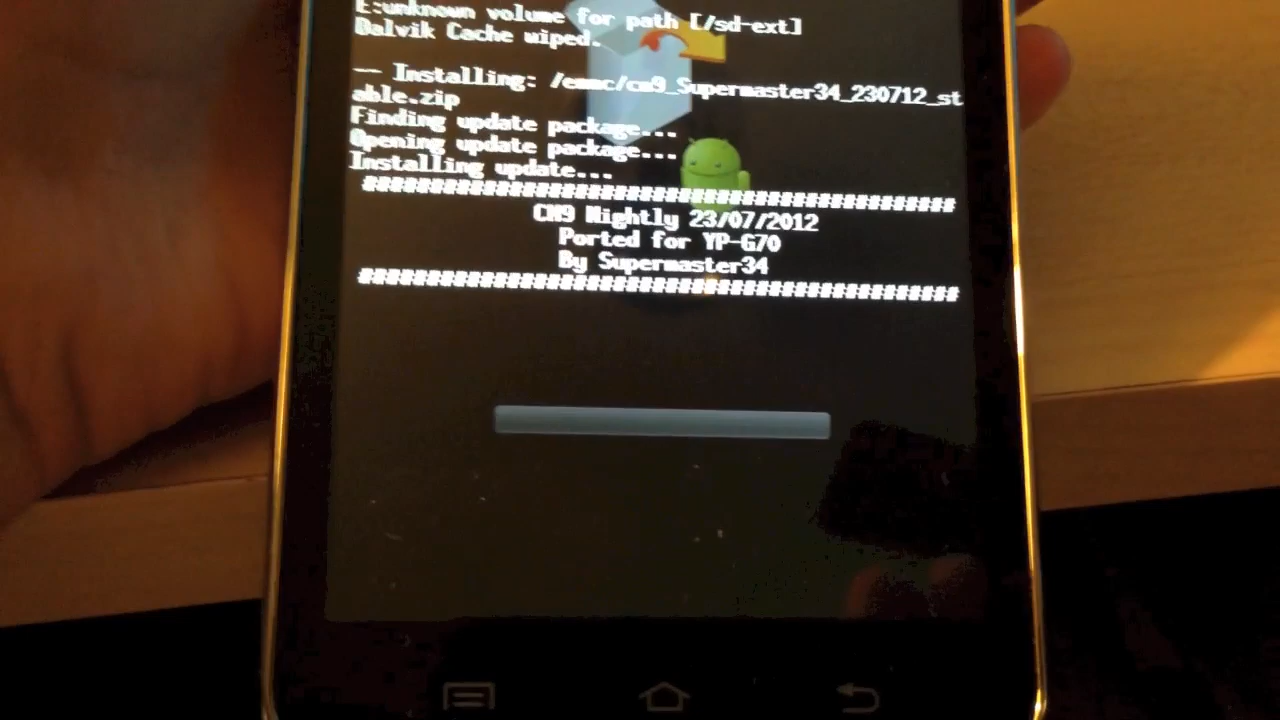 E:unknown volume for path [/sd-ext]
Dalvik Cache wiped.
-- Installing: /emmc/cm9_Supermaster34_230712_st
able.zip
Finding update package...
Opening update package...
Installing update...
############################################
CM9 Nightly 23/07/2012
Ported for YP-G70
By Supermaster34
############################################